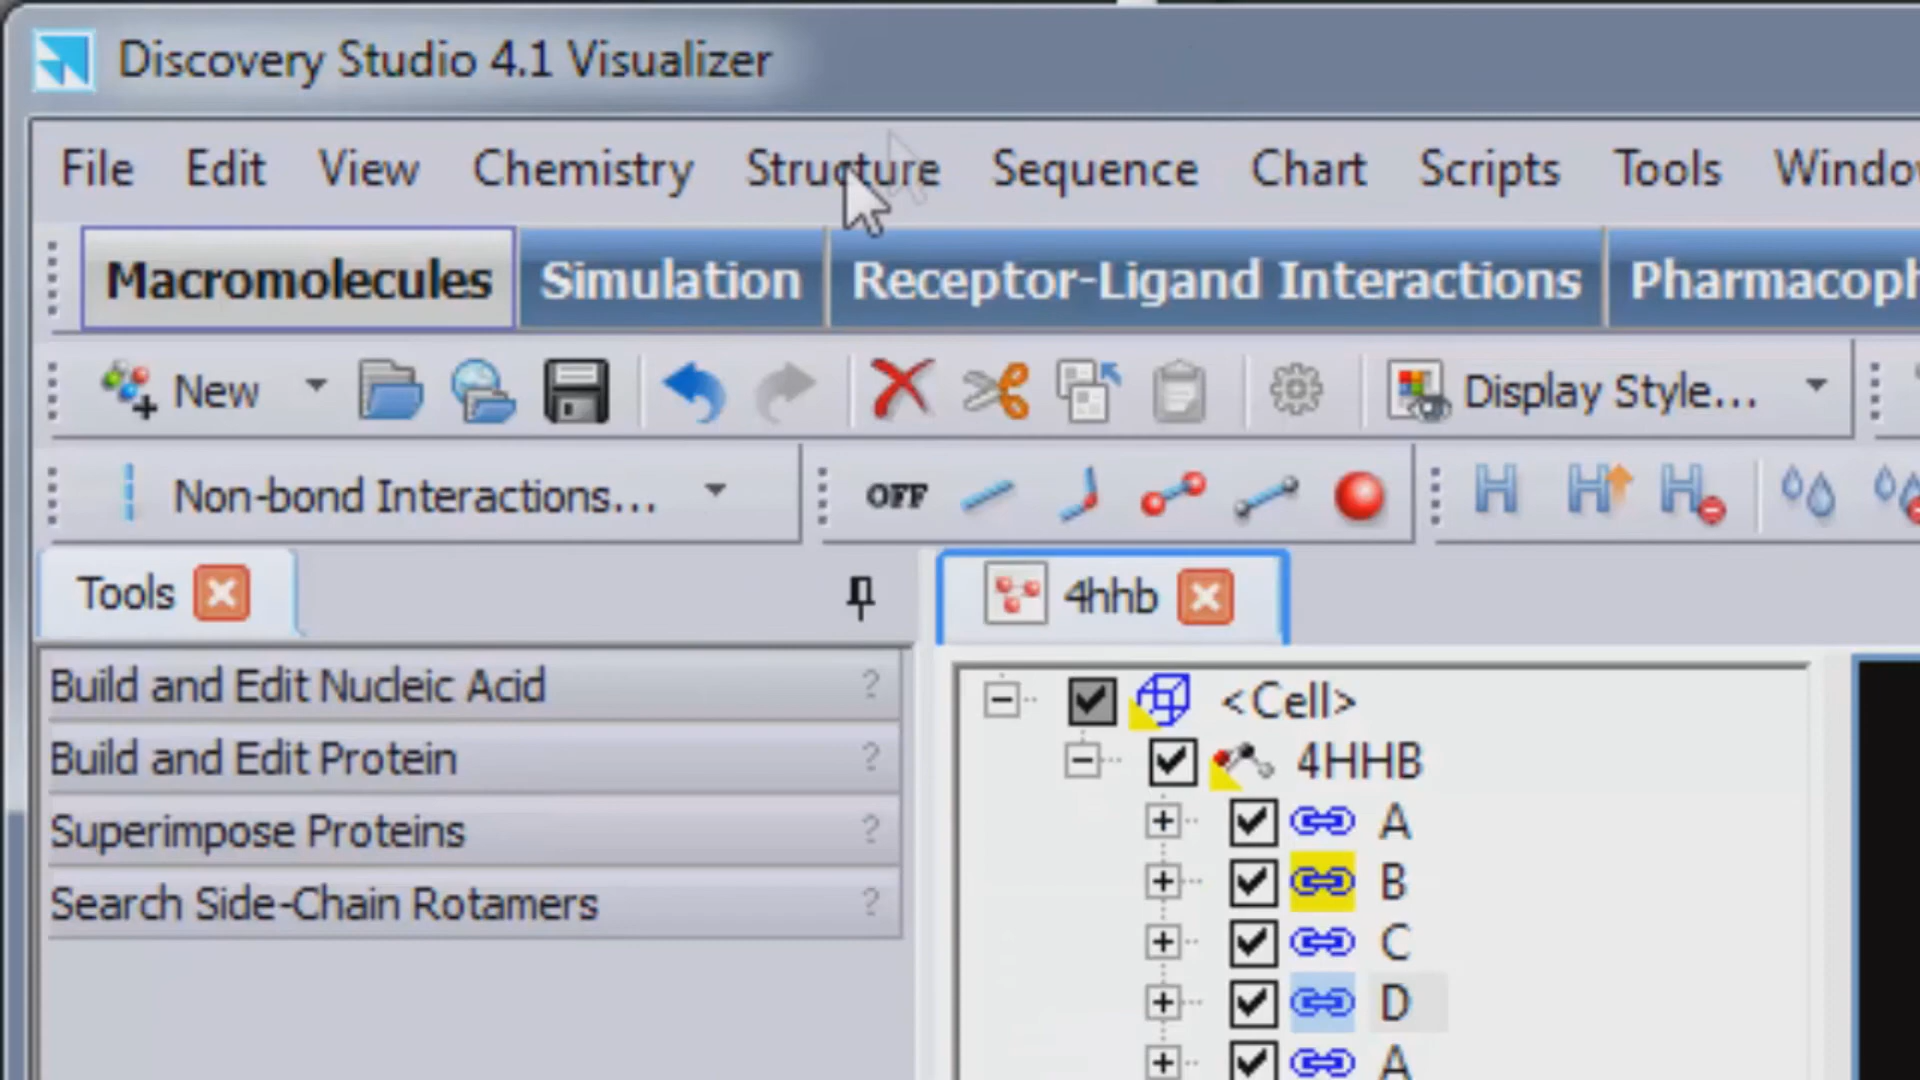 Discovery Studio 4.1 Visualizer
File Edit View Chemistry Structure Sequence Chart Scripts Tools Window
Macromolecules Simulation Receptor-Ligand Interactions Pharmacoph
New Display Style...
Non-bond Interactions... OFF H H H
Tools
4hhb
Build and Edit Nucleic Acid ?
Build and Edit Protein ?
Superimpose Proteins ?
Search Side-Chain Rotamers ?
<Cell>
4HHB
A
B
C
D
A